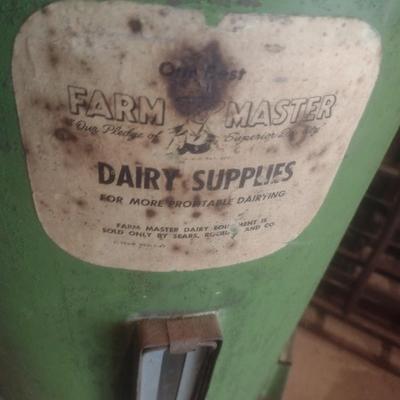 Our Best
FARM MASTER
"Our Pledge of Superior Quality"
DAIRY SUPPLIES
FOR MORE PROFITABLE DAIRYING
FARM MASTER DAIRY EQUIPMENT IS
SOLD ONLY BY SEARS, ROEBUCK AND CO.